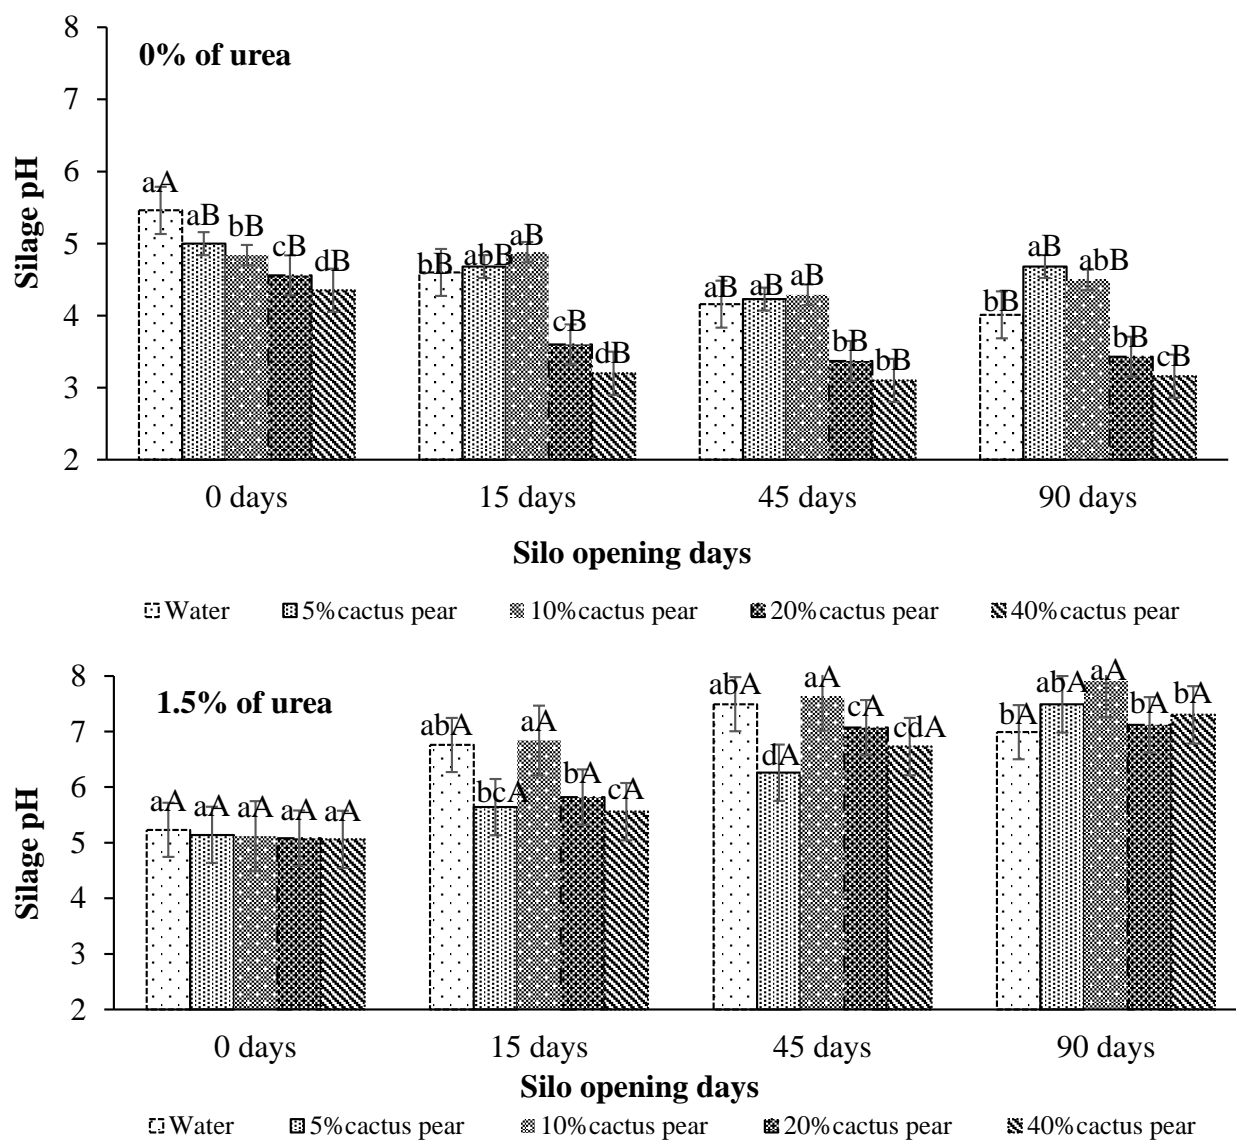 8
0% of urea
7
6
5
4
3
2
Silage pH
aA aB bB cB dB
bB abB aB cB dB
aB aB aB bB bB
bB aB abB bB cB
0 days 15 days 45 days 90 days
Silo opening days
Water 5%cactus pear 10%cactus pear 20%cactus pear 40%cactus pear
8
1.5% of urea
7
6
5
4
3
2
Silage pH
aA aA aA aA aA
abA bcA aA bA cA
abA dA aA cA cdA
bA abA aA bA bA
0 days 15 days 45 days 90 days
Silo opening days
Water 5%cactus pear 10%cactus pear 20%cactus pear 40%cactus pear